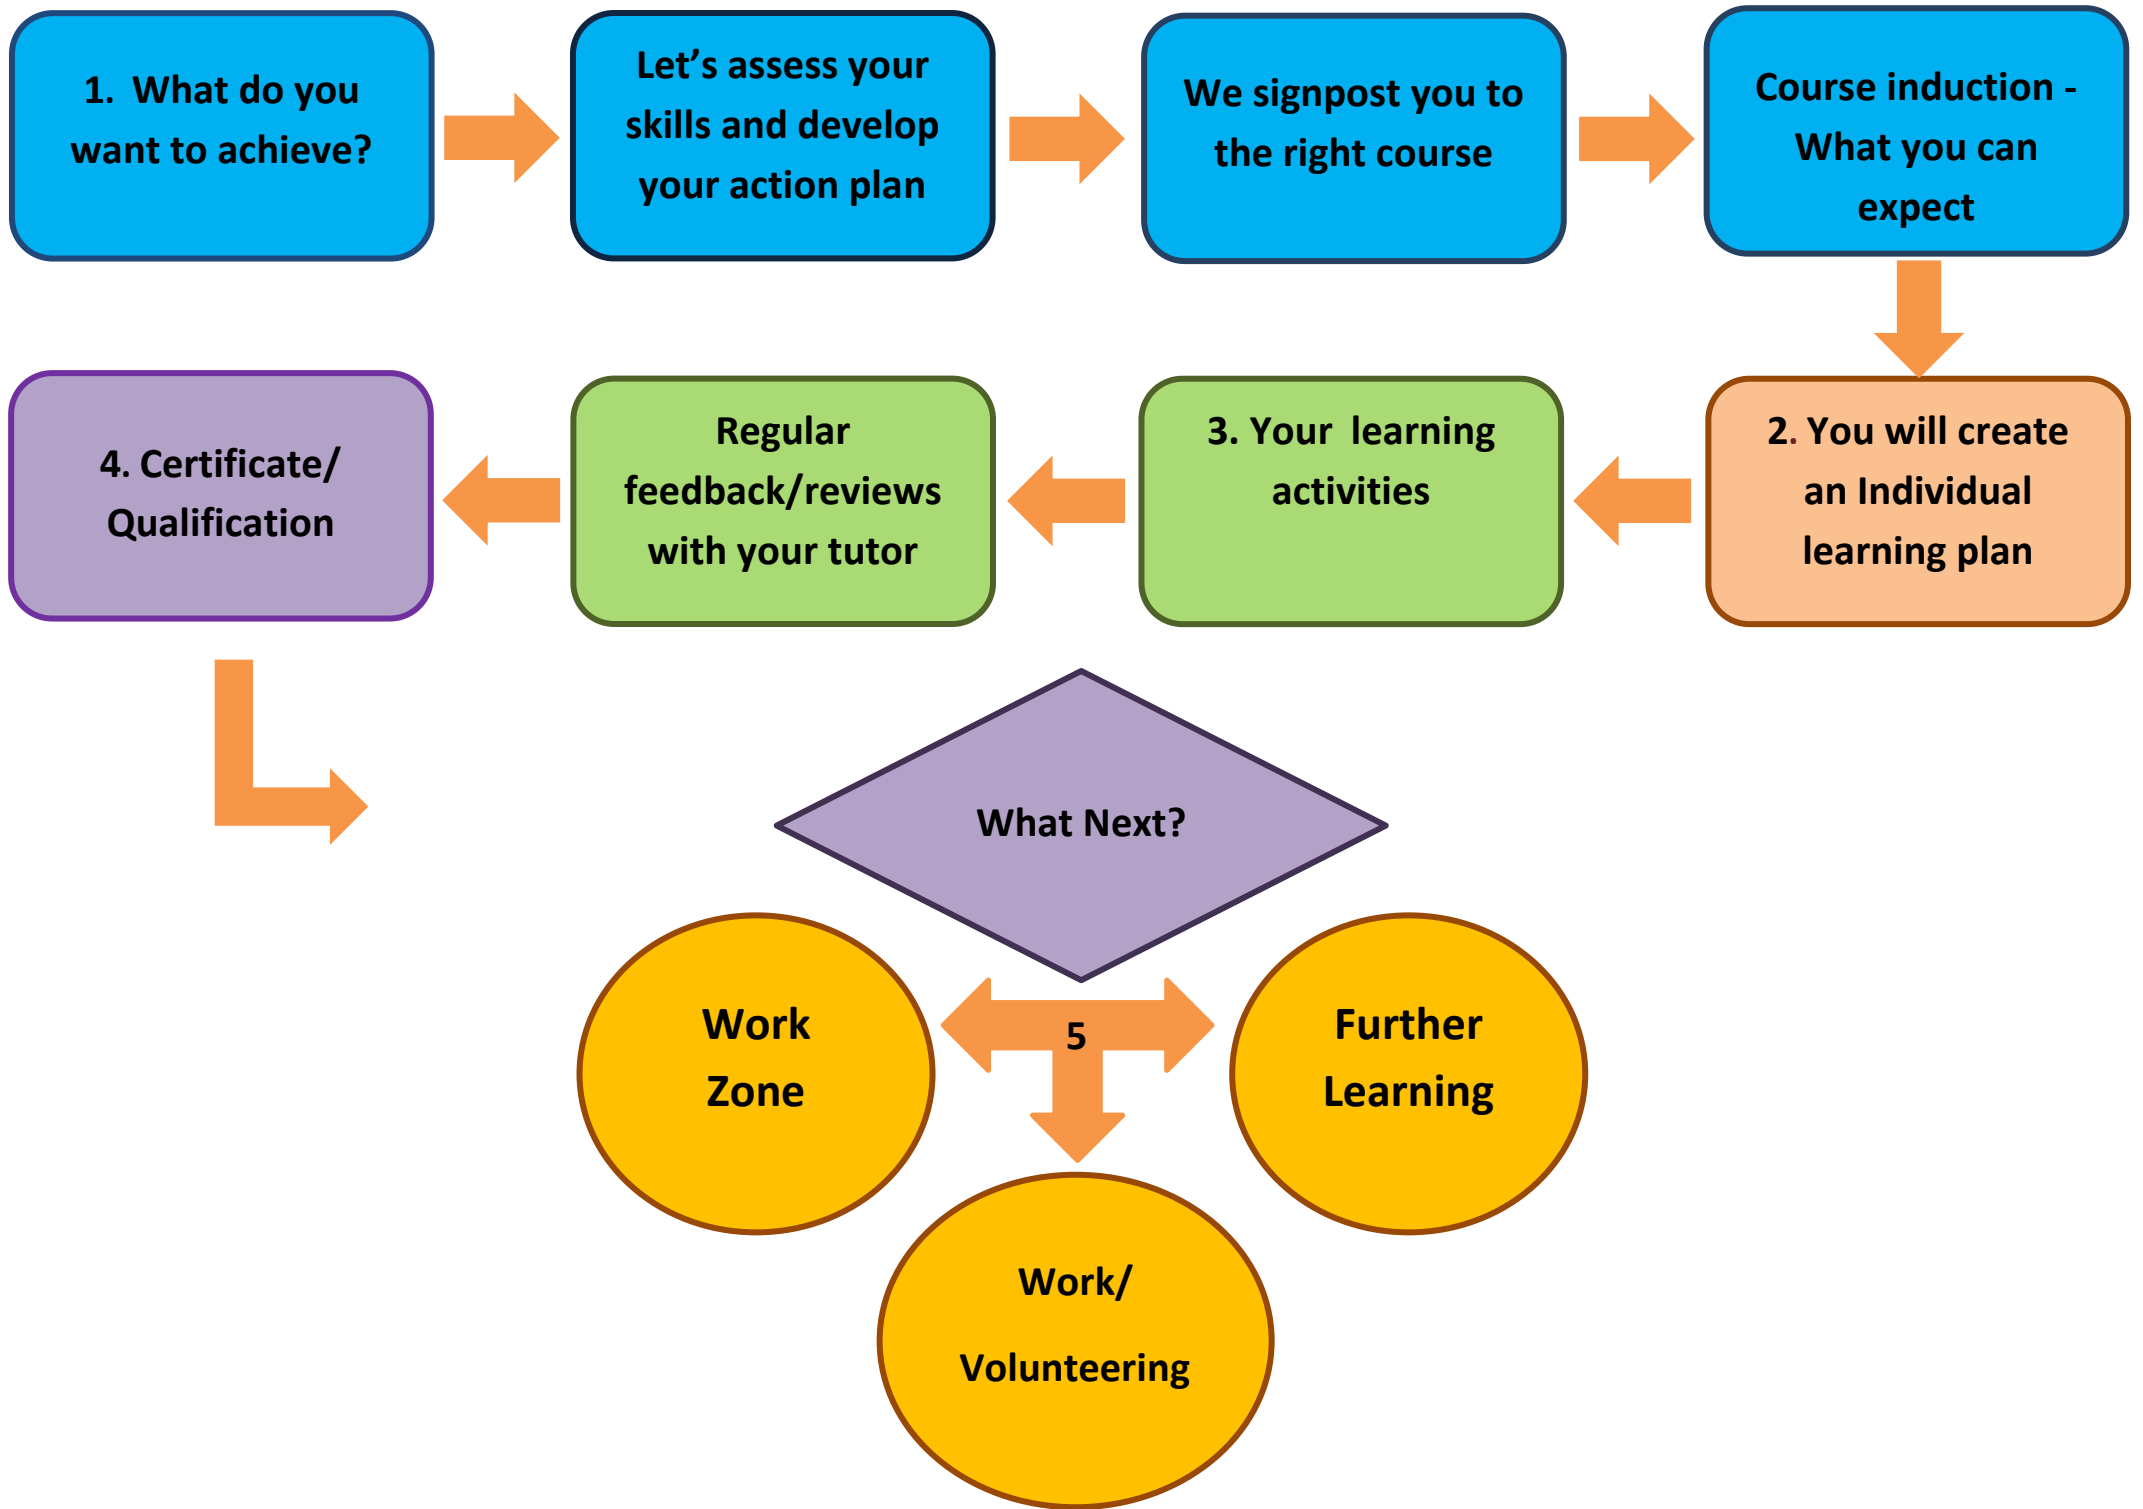 1. What do you
want to achieve?
Let's assess your
skills and develop
your action plan
We signpost you to
the right course
Course induction -
What you can
expect
4. Certificate/
Qualification
Regular
feedback/reviews
with your tutor
3. Your learning
activities
2. You will create
an Individual
learning plan
What Next?
Work
Zone
5
Further
Learning
Work/
Volunteering